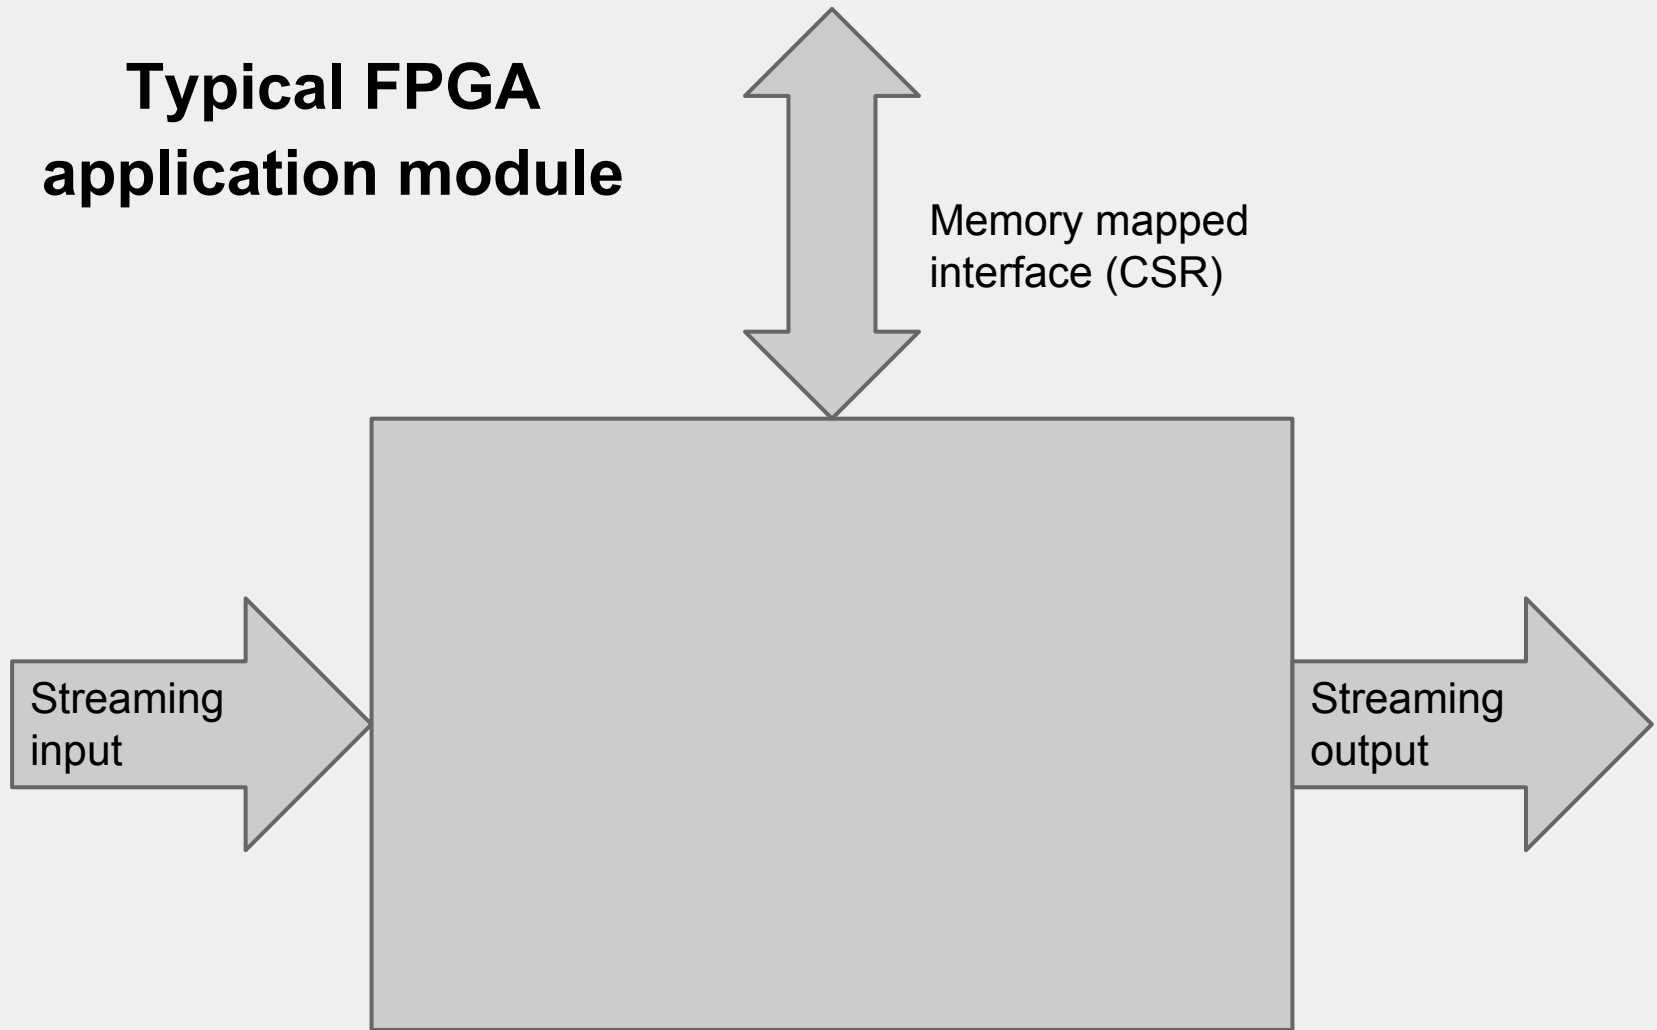 Typical FPGA
application module
Memory mapped
interface (CSR)
Streaming
input
Streaming
output